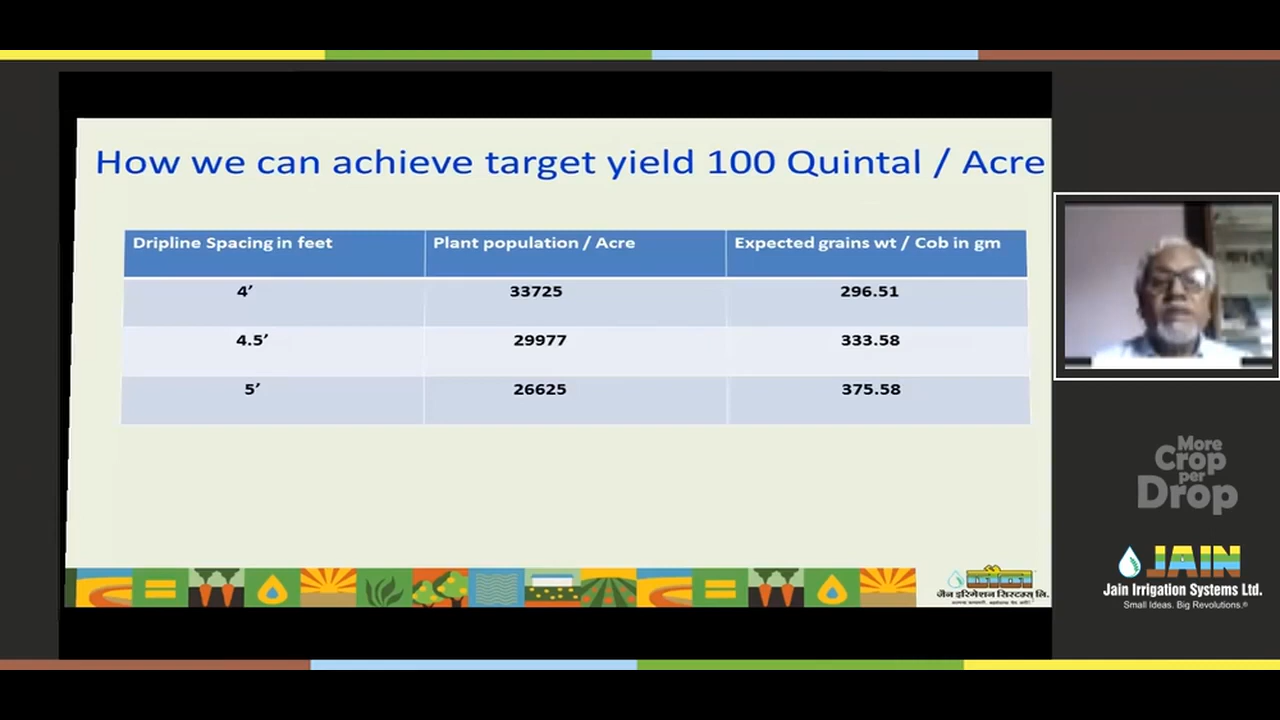 How we can achieve target yield 100 Quintal / Acre
Dripline Spacing in feet Plant population / Acre Expected grains wt / Cob in gm
4’ 33725 296.51
4.5’ 29977 333.58
5’ 26625 375.58
More
Crop
per
Drop
JAIN
Jain Irrigation Systems Ltd.
Small Ideas. Big Revolutions.®
जैन
जैन इरिगेशन सिस्टम्स् लि.